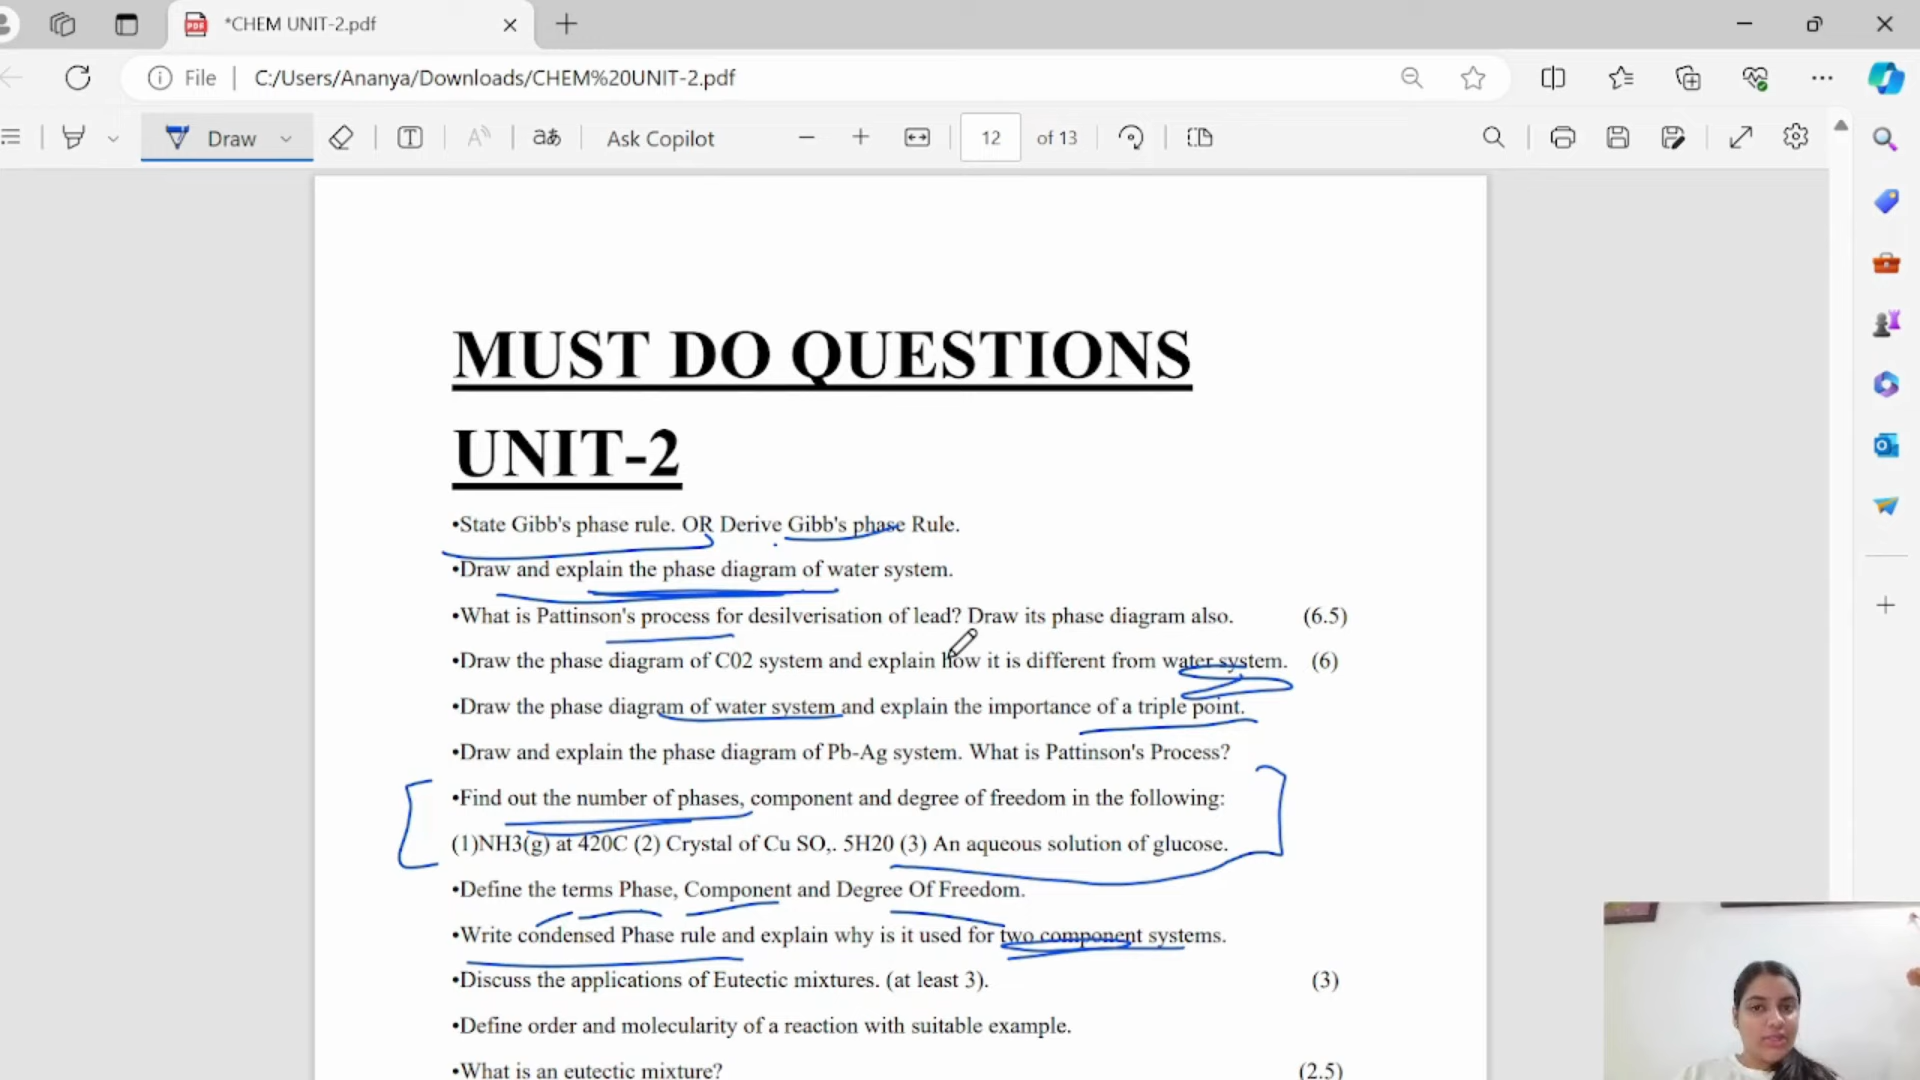 *CHEM UNIT-2.pdf
File
C:/Users/Ananya/Downloads/CHEM%20UNIT-2.pdf
Draw
Ask Copilot
12 of 13
MUST DO QUESTIONS
UNIT-2
•State Gibb's phase rule. OR Derive Gibb's phase Rule.
•Draw and explain the phase diagram of water system.
•What is Pattinson's process for desilverisation of lead? Draw its phase diagram also. (6.5)
•Draw the phase diagram of C02 system and explain how it is different from water system. (6)
•Draw the phase diagram of water system and explain the importance of a triple point.
•Draw and explain the phase diagram of Pb-Ag system. What is Pattinson's Process?
•Find out the number of phases, component and degree of freedom in the following:
(1)NH3(g) at 420C (2) Crystal of Cu SO,. 5H20 (3) An aqueous solution of glucose.
•Define the terms Phase, Component and Degree Of Freedom.
•Write condensed Phase rule and explain why is it used for two component systems.
•Discuss the applications of Eutectic mixtures. (at least 3). (3)
•Define order and molecularity of a reaction with suitable example.
•What is an eutectic mixture? (2.5)